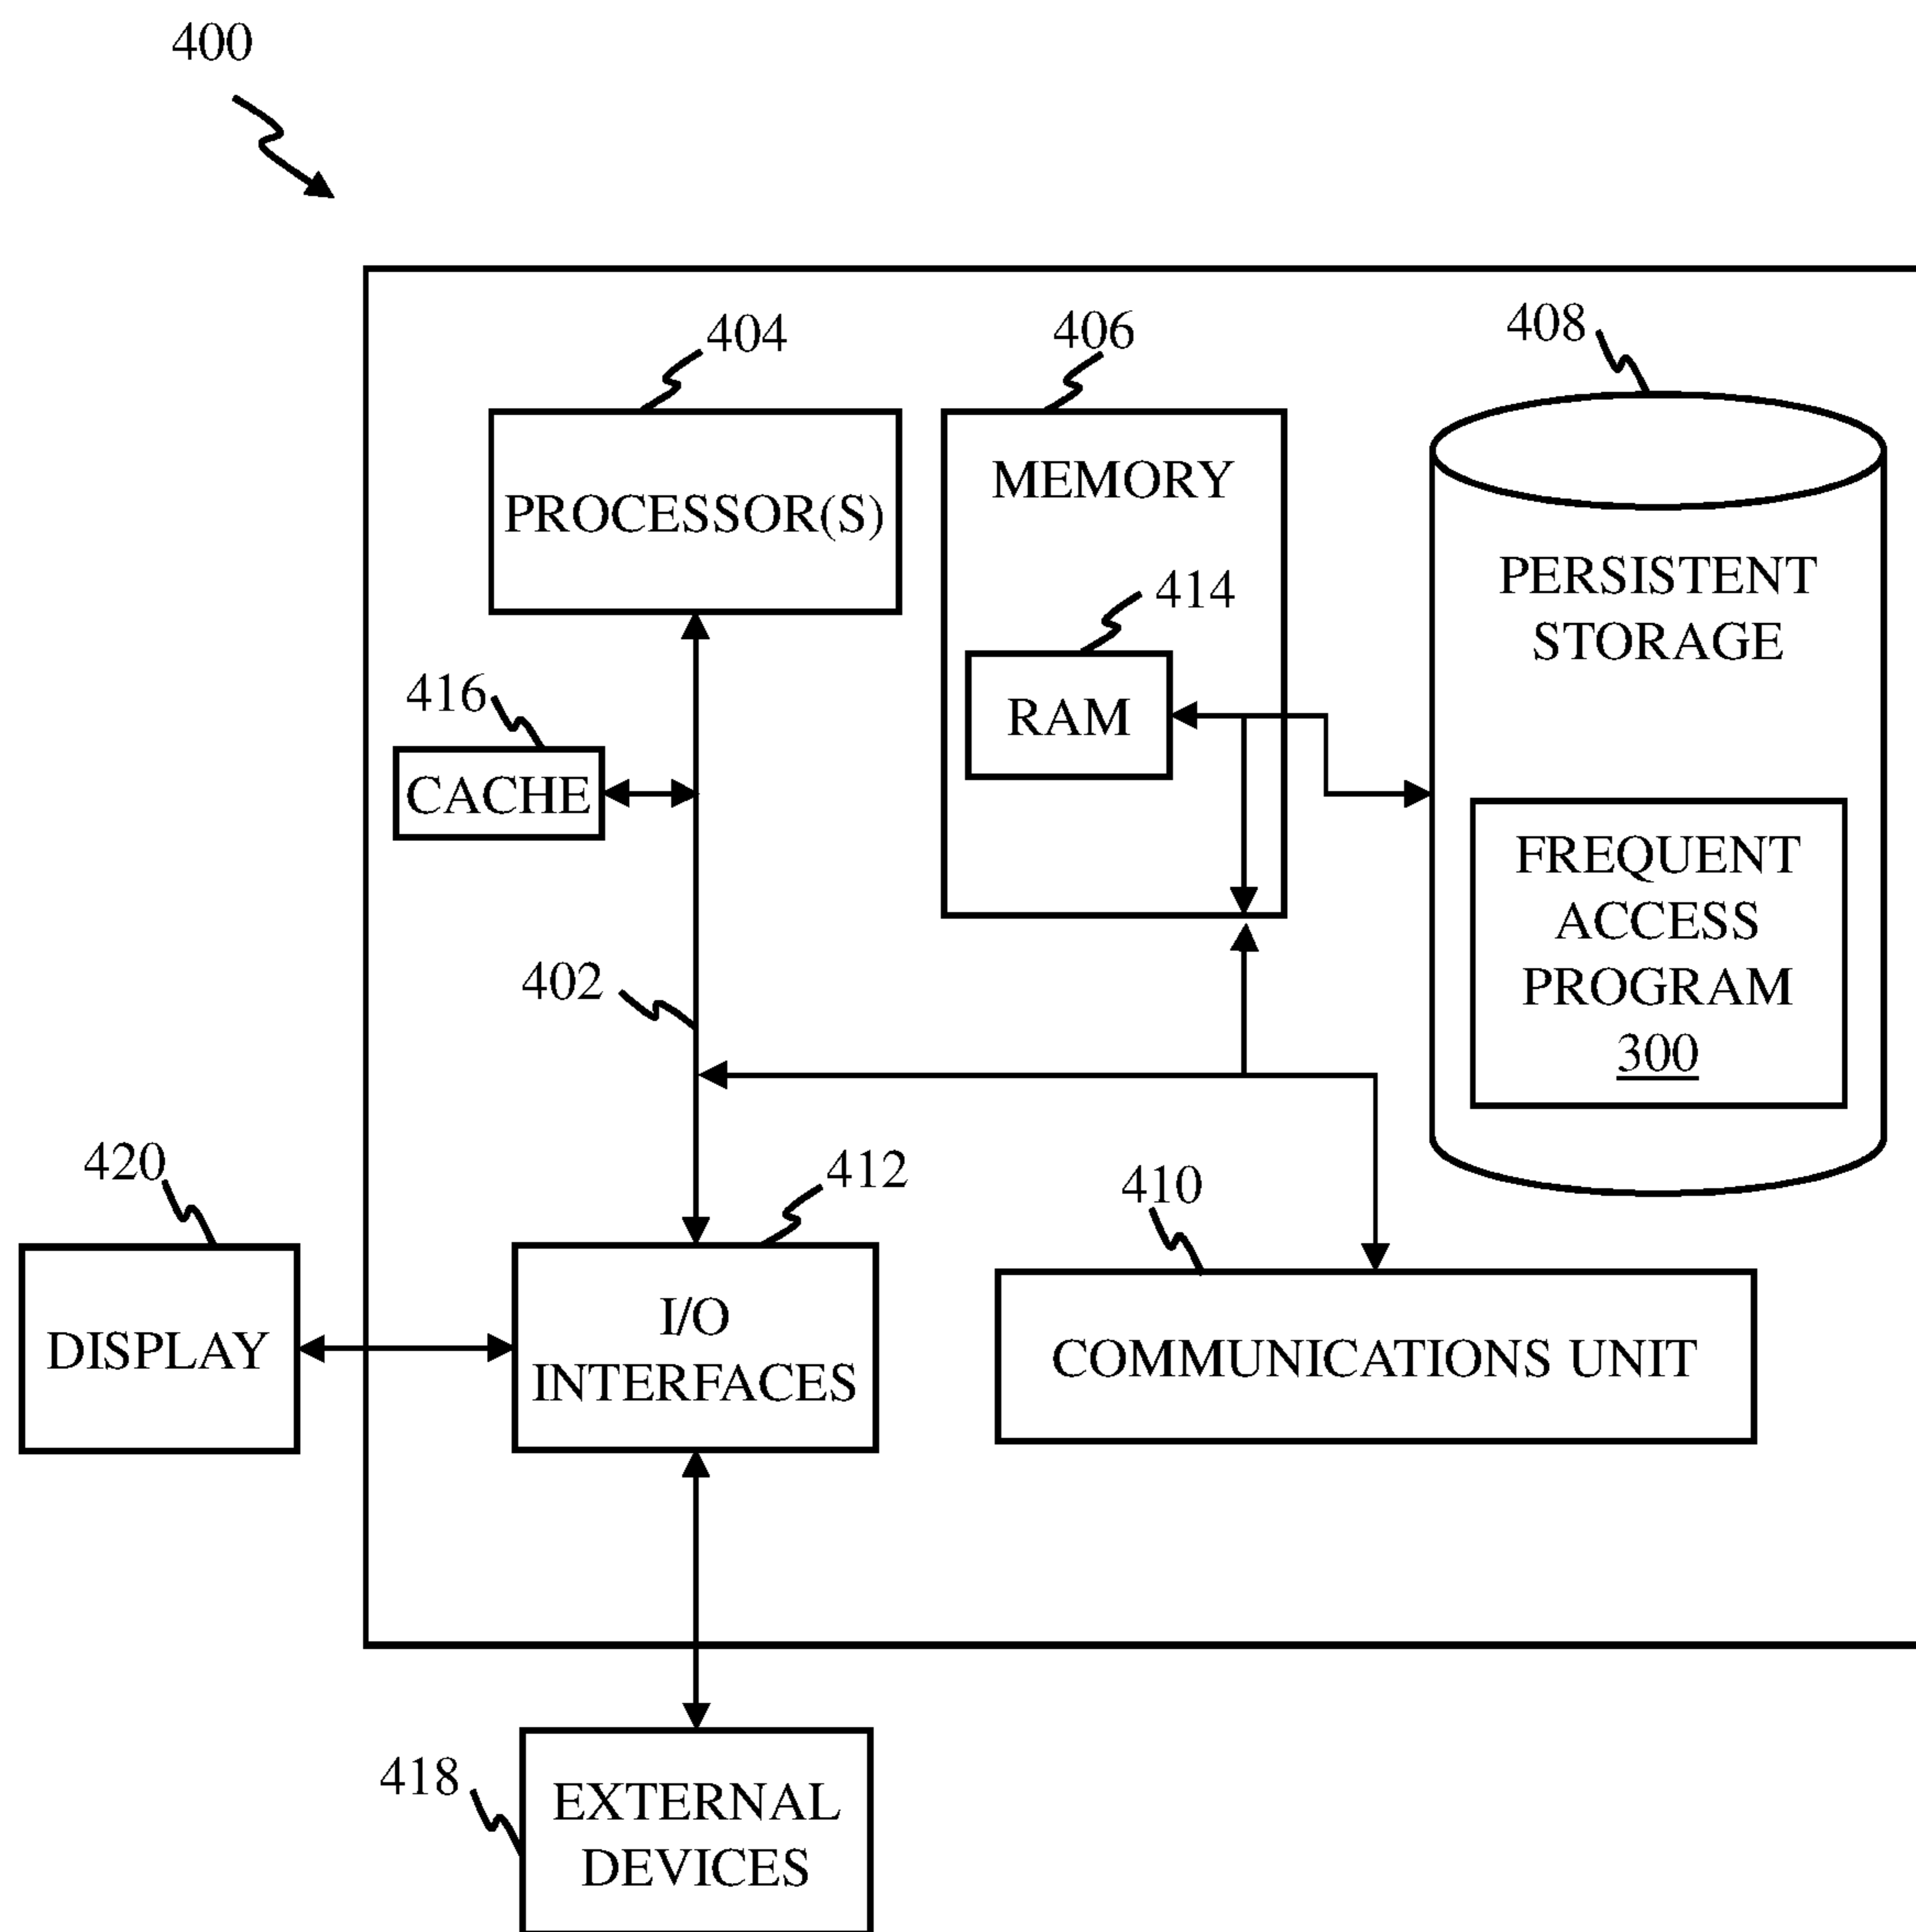 400
404
406
408
PROCESSOR(S)
MEMORY
PERSISTENT
STORAGE
414
RAM
416
CACHE
FREQUENT
ACCESS
PROGRAM
300
402
420
412
410
DISPLAY
I/O
INTERFACES
COMMUNICATIONS UNIT
418
EXTERNAL
DEVICES